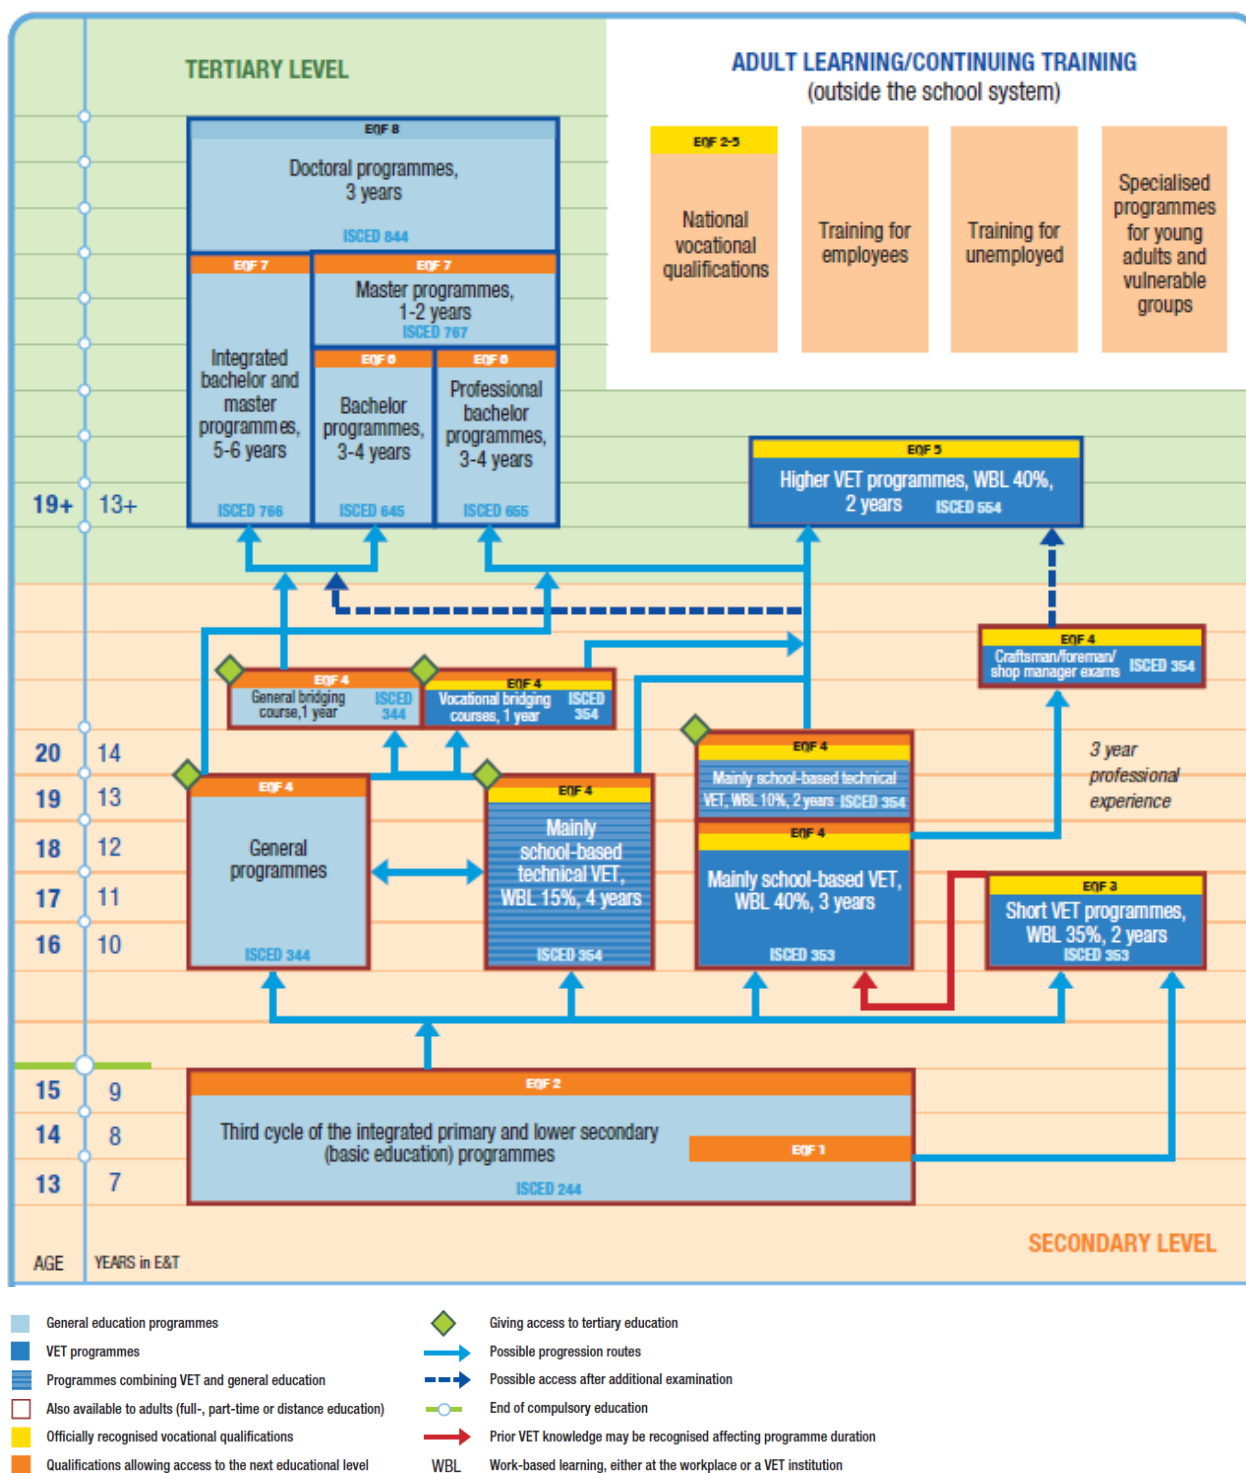 TERTIARY LEVEL
ADULT LEARNING/CONTINUING TRAINING
(outside the school system)
EQF 8
Doctoral programmes,
3 years
ISCED 844
EQF 2-5
National
vocational
qualifications
Training for
employees
Training for
unemployed
Specialised
programmes
for young
adults and
vulnerable
groups
EQF 7
Integrated
bachelor and
master
programmes,
5-6 years
ISCED 766
EQF 7
Master programmes,
1-2 years
ISCED 767
EQF 6
Bachelor
programmes,
3-4 years
ISCED 645
EQF 6
Professional
bachelor
programmes,
3-4 years
ISCED 655
EQF 5
Higher VET programmes, WBL 40%,
2 years ISCED 554
19+ 13+
EQF 4
Craftsman/foreman/
shop manager exams ISCED 354
EQF 4
General bridging
course,1 year
ISCED
344
EQF 4
Vocational bridging
courses, 1 year
ISCED
354
20 14
19 13
18 12
17 11
16 10
EQF 4
General
programmes
ISCED 344
EQF 4
Mainly
school-based
technical VET,
WBL 15%, 4 years
ISCED 354
EQF 4
Mainly school-based technical
VET, WBL 10%, 2 years ISCED 354
EQF 4
Mainly school-based VET,
WBL 40%, 3 years
ISCED 353
3 year
professional
experience
EQF 3
Short VET programmes,
WBL 35%, 2 years
ISCED 353
15 9
14 8
13 7
EQF 2
Third cycle of the integrated primary and lower secondary
(basic education) programmes
EQF 1
ISCED 244
SECONDARY LEVEL
AGE YEARS in E&T
General education programmes
VET programmes
Programmes combining VET and general education
Also available to adults (full-, part-time or distance education)
Officially recognised vocational qualifications
Qualifications allowing access to the next educational level
Giving access to tertiary education
Possible progression routes
Possible access after additional examination
End of compulsory education
Prior VET knowledge may be recognised affecting programme duration
WBL Work-based learning, either at the workplace or a VET institution